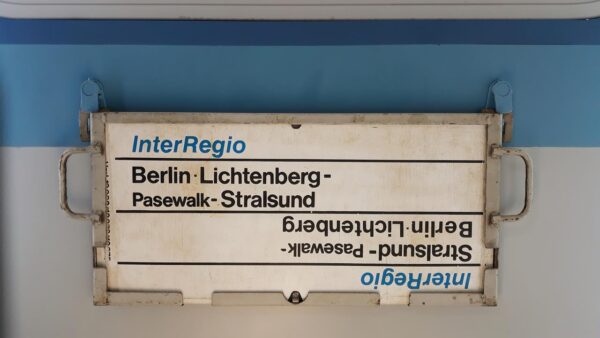 InterRegio
Berlin·Lichtenberg-
Pasewalk-Stralsund
InterRegio
Stralsund-Pasewalk-
Berlin·Lichtenberg